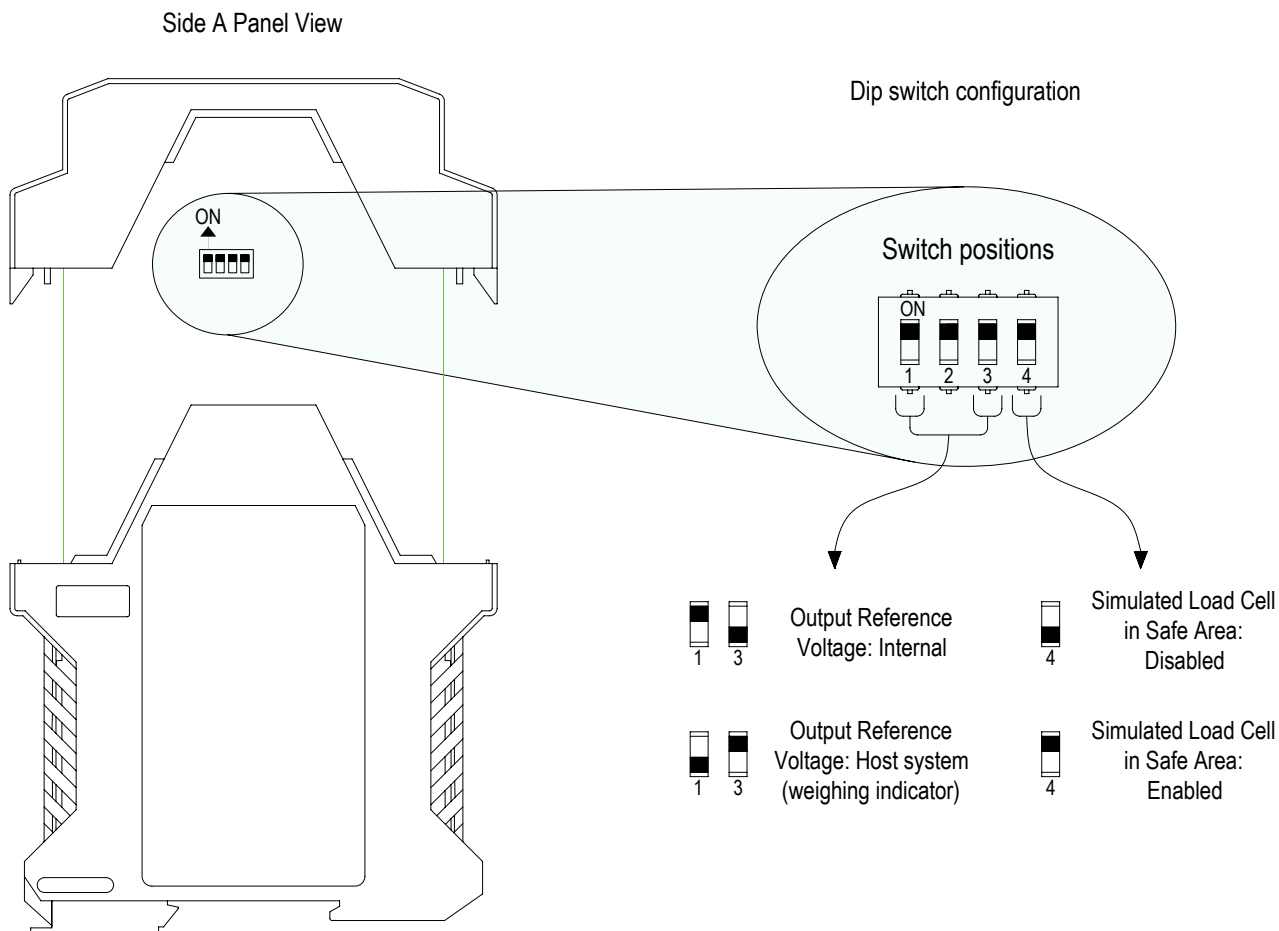 Side A Panel View
Dip switch configuration
ON
Switch positions
ON
1 2 3 4
Output Reference
Voltage: Internal
1 3
Simulated Load Cell
in Safe Area:
Disabled
4
Output Reference
Voltage: Host system
(weighing indicator)
1 3
Simulated Load Cell
in Safe Area:
Enabled
4